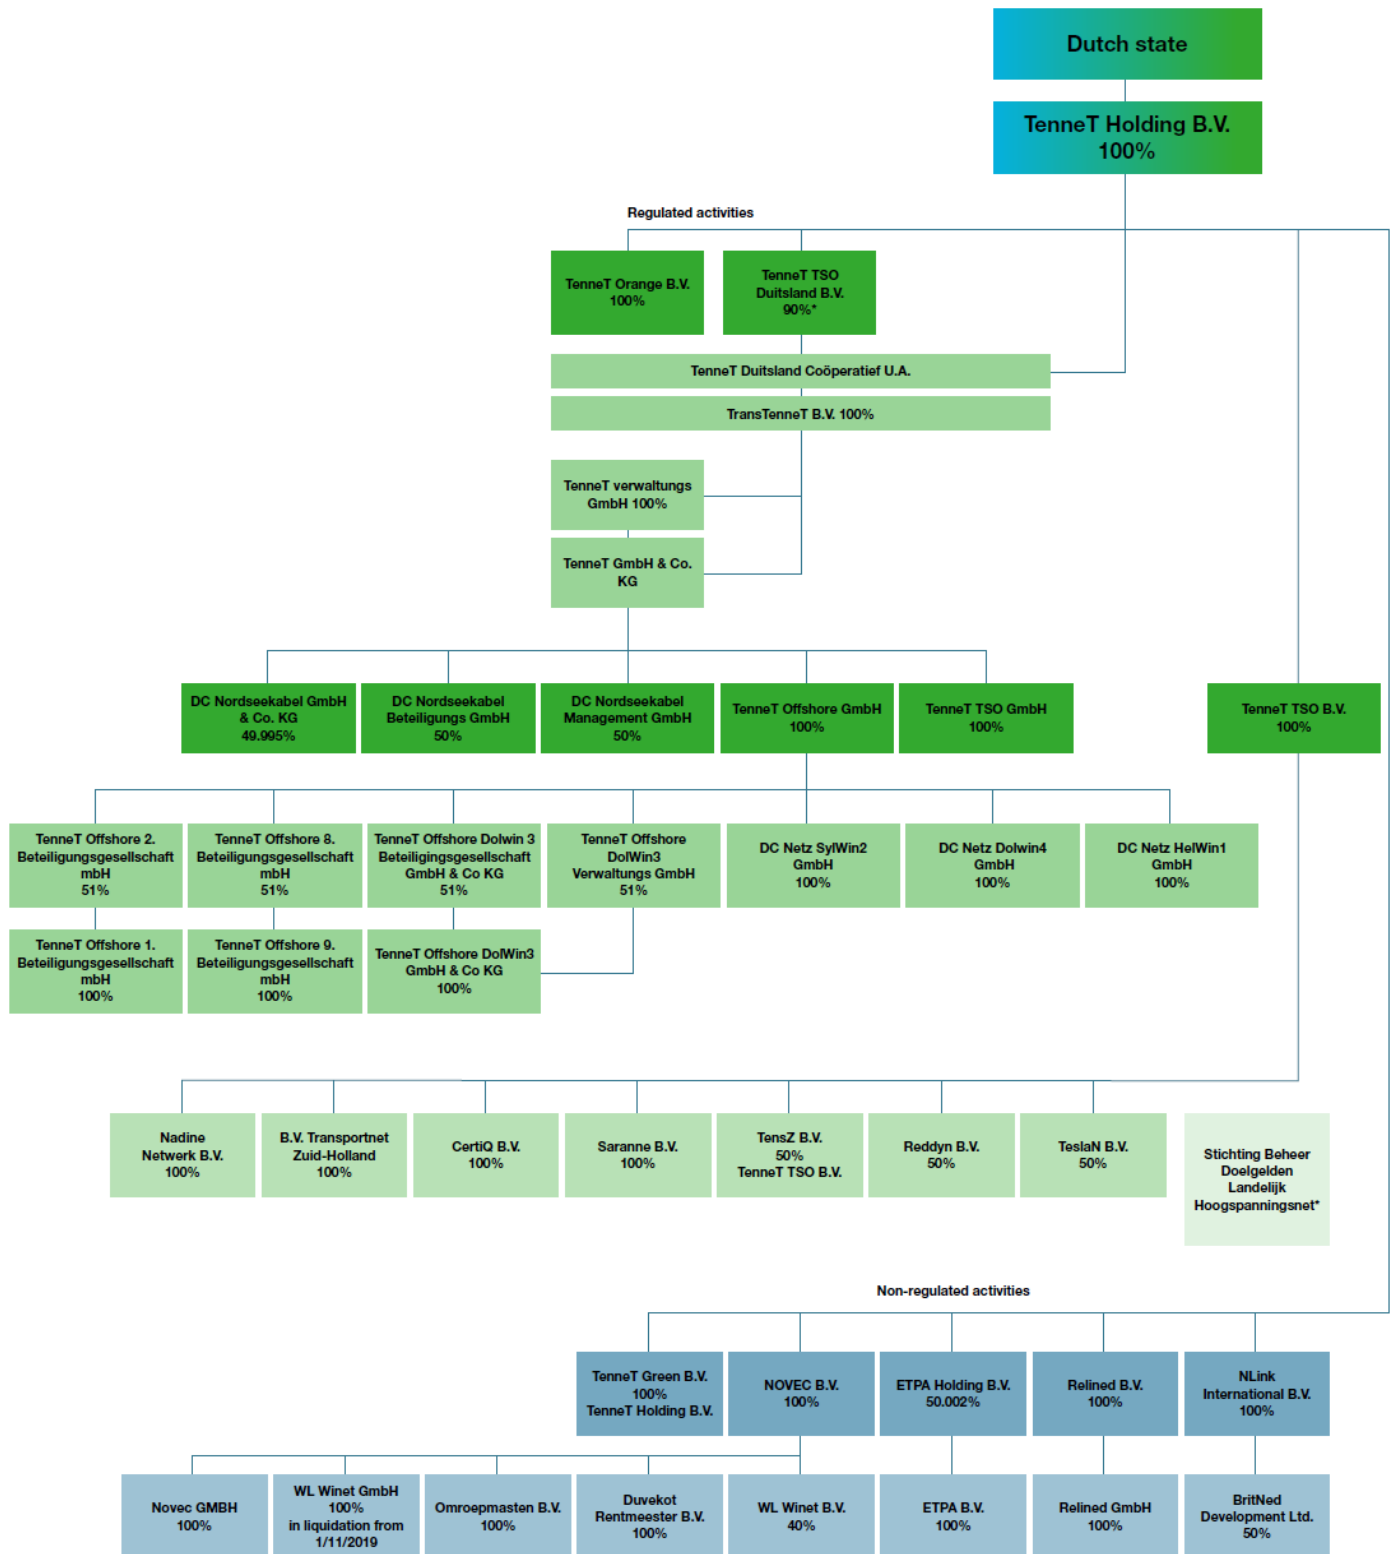 Dutch state
TenneT Holding B.V.
100%
Regulated activities
TenneT Orange B.V.
100%
TenneT TSO
Duitsland B.V.
90%*
TenneT Duitsland Coöperatief U.A.
TransTenneT B.V. 100%
TenneT verwaltungs
GmbH 100%
TenneT GmbH & Co.
KG
DC Nordseekabel GmbH
& Co. KG
49.995%
DC Nordseekabel
Beteiligungs GmbH
50%
DC Nordseekabel
Management GmbH
50%
TenneT Offshore GmbH
100%
TenneT TSO GmbH
100%
TenneT TSO B.V.
100%
TenneT Offshore 2.
Beteiligungsgesellschaft
mbH
51%
TenneT Offshore 8.
Beteiligungsgesellschaft
mbH
51%
TenneT Offshore Dolwin 3
Beteiligingsgesellschaft
GmbH & Co KG
51%
TenneT Offshore
DolWin3
Verwaltungs GmbH
51%
DC Netz SylWin2
GmbH
100%
DC Netz Dolwin4
GmbH
100%
DC Netz HelWin1
GmbH
100%
TenneT Offshore 1.
Beteiligungsgesellschaft
mbH
100%
TenneT Offshore 9.
Beteiligungsgesellschaft
mbH
100%
TenneT Offshore DolWin3
GmbH & Co KG
100%
Nadine
Netwerk B.V.
100%
B.V. Transportnet
Zuid-Holland
100%
CertiQ B.V.
100%
Saranne B.V.
100%
TensZ B.V.
50%
TenneT TSO B.V.
Reddyn B.V.
50%
TeslaN B.V.
50%
Stichting Beheer
Doelgelden
Landelijk
Hoogspanningsnet*
Non-regulated activities
TenneT Green B.V.
100%
TenneT Holding B.V.
NOVEC B.V.
100%
ETPA Holding B.V.
50.002%
Relined B.V.
100%
NLink
International B.V.
100%
Novec GMBH
100%
WL Winet GmbH
100%
in liquidation from
1/11/2019
Omroepmasten B.V.
100%
Duvekot
Rentmeester B.V.
100%
WL Winet B.V.
40%
ETPA B.V.
100%
Relined GmbH
100%
BritNed
Development Ltd.
50%